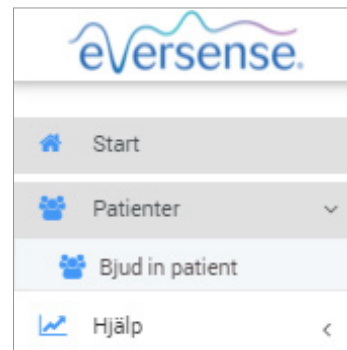 eversense.
Start
Patienter
Bjud in patient
Hjälp